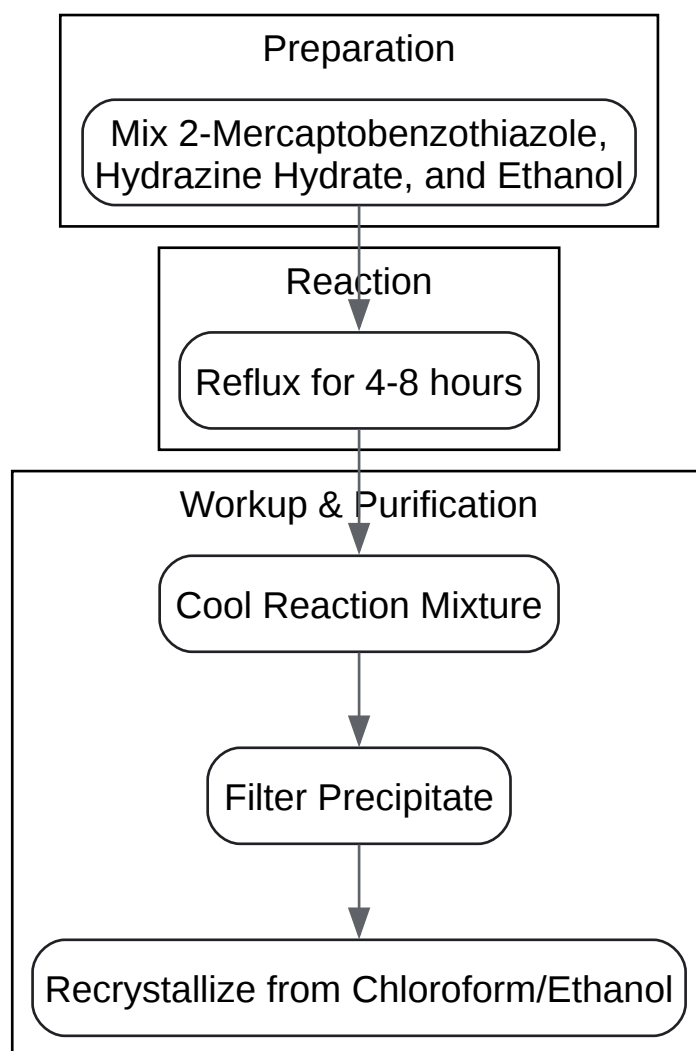 Preparation
Mix 2-Mercaptobenzothiazole,
Hydrazine Hydrate, and Ethanol
Reaction
Reflux for 4-8 hours
Workup & Purification
Cool Reaction Mixture
Filter Precipitate
Recrystallize from Chloroform/Ethanol